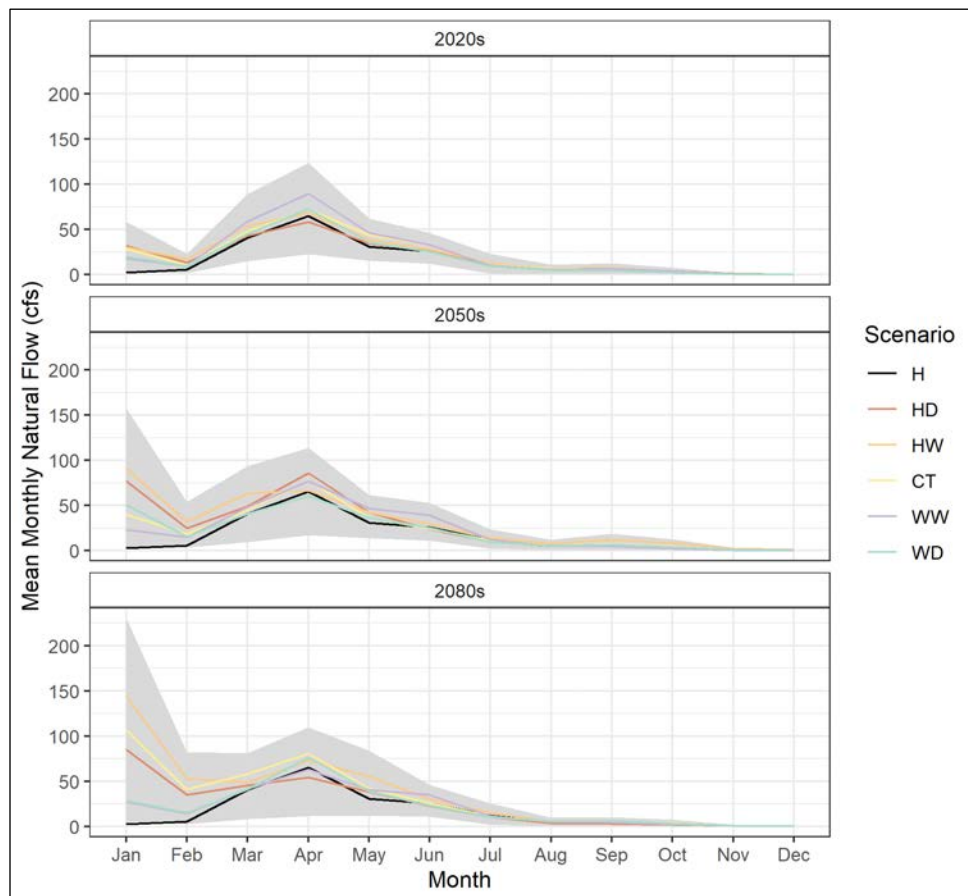 2020s
200
150
100
50
0
2050s
200
150
100
50
0
2080s
200
150
100
50
0
Jan Feb Mar Apr May Jun Jul Aug Sep Oct Nov Dec
Month
Mean Monthly Natural Flow (cfs)
Scenario
H
HD
HW
CT
WW
WD